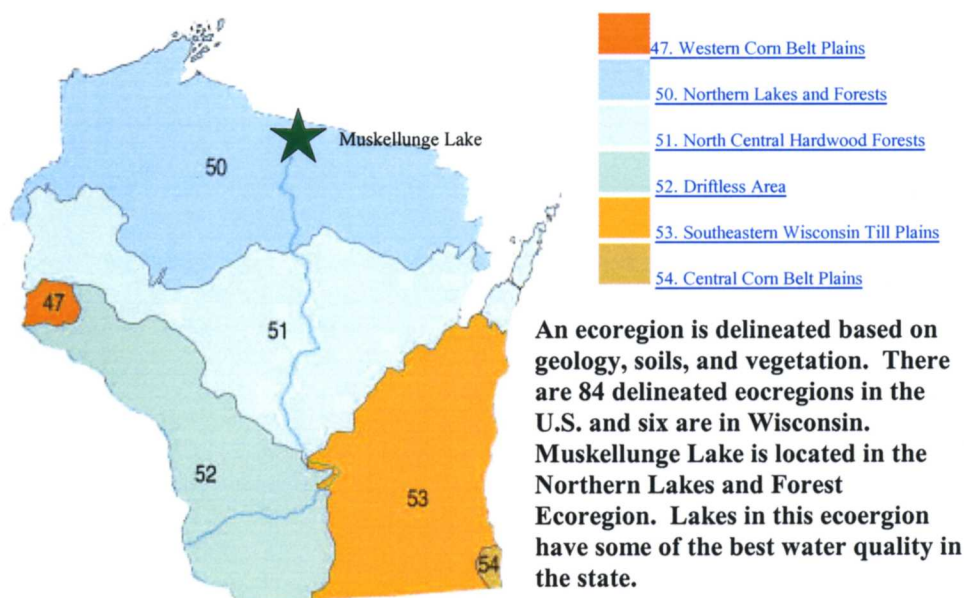 47. Western Corn Belt Plains
50. Northern Lakes and Forests
51. North Central Hardwood Forests
52. Driftless Area
53. Southeastern Wisconsin Till Plains
54. Central Corn Belt Plains
Muskellunge Lake
50
47
51
52
53
54
An ecoregion is delineated based on
geology, soils, and vegetation. There
are 84 delineated eocregions in the
U.S. and six are in Wisconsin.
Muskellunge Lake is located in the
Northern Lakes and Forest
Ecoregion. Lakes in this ecoergion
have some of the best water quality in
the state.